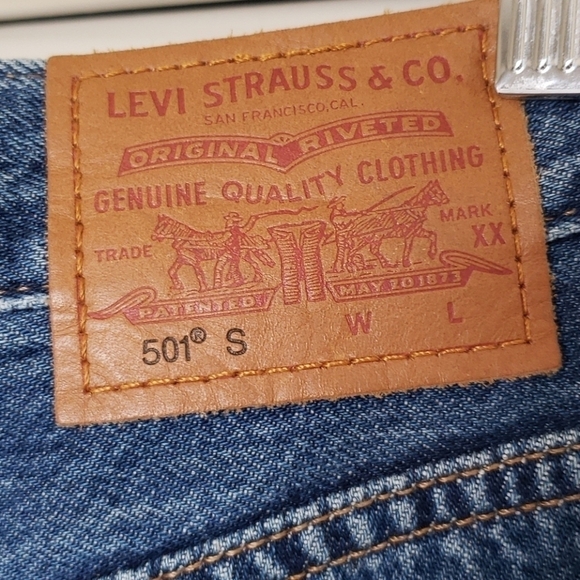 LEVI STRAUSS & CO.
SAN FRANCISCO, CAL.
ORIGINAL RIVETED
GENUINE QUALITY CLOTHING
TRADE MARK
XX
PATENTED MAY 20 1873
501® S W L